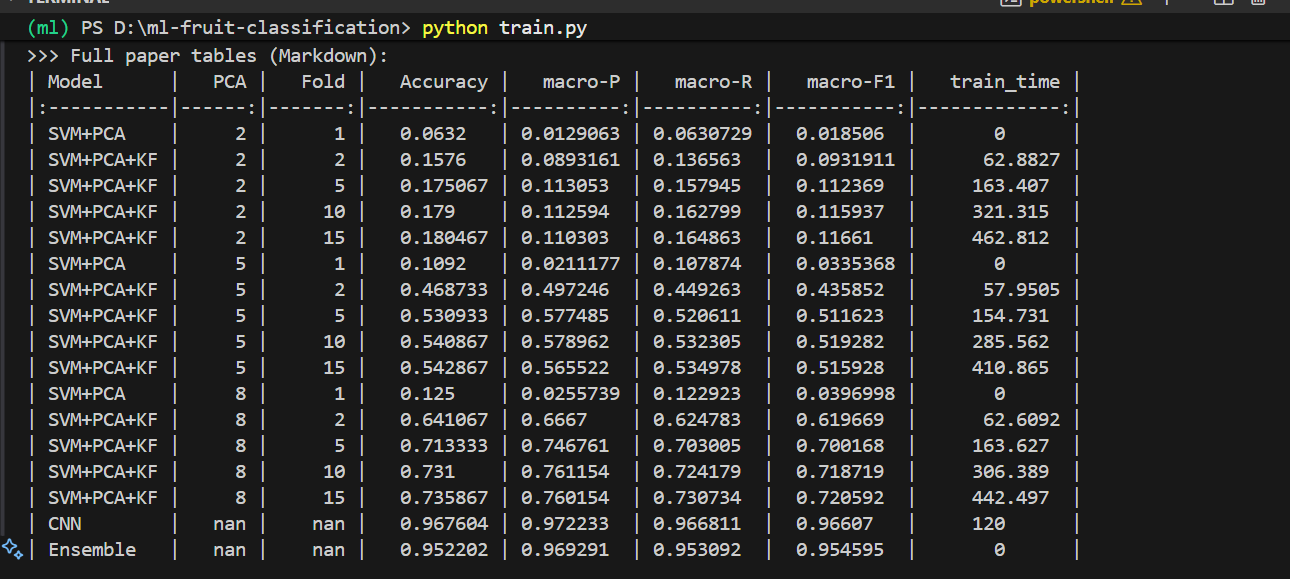 TERMINAL
powershell
(ml) PS D:\ml-fruit-classification> python train.py
>>> Full paper tables (Markdown):
| Model | PCA | Fold | Accuracy | macro-P | macro-R | macro-F1 | train_time |
|:-----------|------:|-------:|-----------:|----------:|----------:|-----------:|-------------:|
| SVM+PCA | 2 | 1 | 0.0632 | 0.0129063 | 0.0630729 | 0.018506 | 0 |
| SVM+PCA+KF | 2 | 2 | 0.1576 | 0.0893161 | 0.136563 | 0.0931911 | 62.8827 |
| SVM+PCA+KF | 2 | 5 | 0.175067 | 0.113053 | 0.157945 | 0.112369 | 163.407 |
| SVM+PCA+KF | 2 | 10 | 0.179 | 0.112594 | 0.162799 | 0.115937 | 321.315 |
| SVM+PCA+KF | 2 | 15 | 0.180467 | 0.110303 | 0.164863 | 0.11661 | 462.812 |
| SVM+PCA | 5 | 1 | 0.1092 | 0.0211177 | 0.107874 | 0.0335368 | 0 |
| SVM+PCA+KF | 5 | 2 | 0.468733 | 0.497246 | 0.449263 | 0.435852 | 57.9505 |
| SVM+PCA+KF | 5 | 5 | 0.530933 | 0.577485 | 0.520611 | 0.511623 | 154.731 |
| SVM+PCA+KF | 5 | 10 | 0.540867 | 0.578962 | 0.532305 | 0.519282 | 285.562 |
| SVM+PCA+KF | 5 | 15 | 0.542867 | 0.565522 | 0.534978 | 0.515928 | 410.865 |
| SVM+PCA | 8 | 1 | 0.125 | 0.0255739 | 0.122923 | 0.0396998 | 0 |
| SVM+PCA+KF | 8 | 2 | 0.641067 | 0.6667 | 0.624783 | 0.619669 | 62.6092 |
| SVM+PCA+KF | 8 | 5 | 0.713333 | 0.746761 | 0.703005 | 0.700168 | 163.627 |
| SVM+PCA+KF | 8 | 10 | 0.731 | 0.761154 | 0.724179 | 0.718719 | 306.389 |
| SVM+PCA+KF | 8 | 15 | 0.735867 | 0.760154 | 0.730734 | 0.720592 | 442.497 |
| CNN | nan | nan | 0.967604 | 0.972233 | 0.966811 | 0.96607 | 120 |
| Ensemble | nan | nan | 0.952202 | 0.969291 | 0.953092 | 0.954595 | 0 |